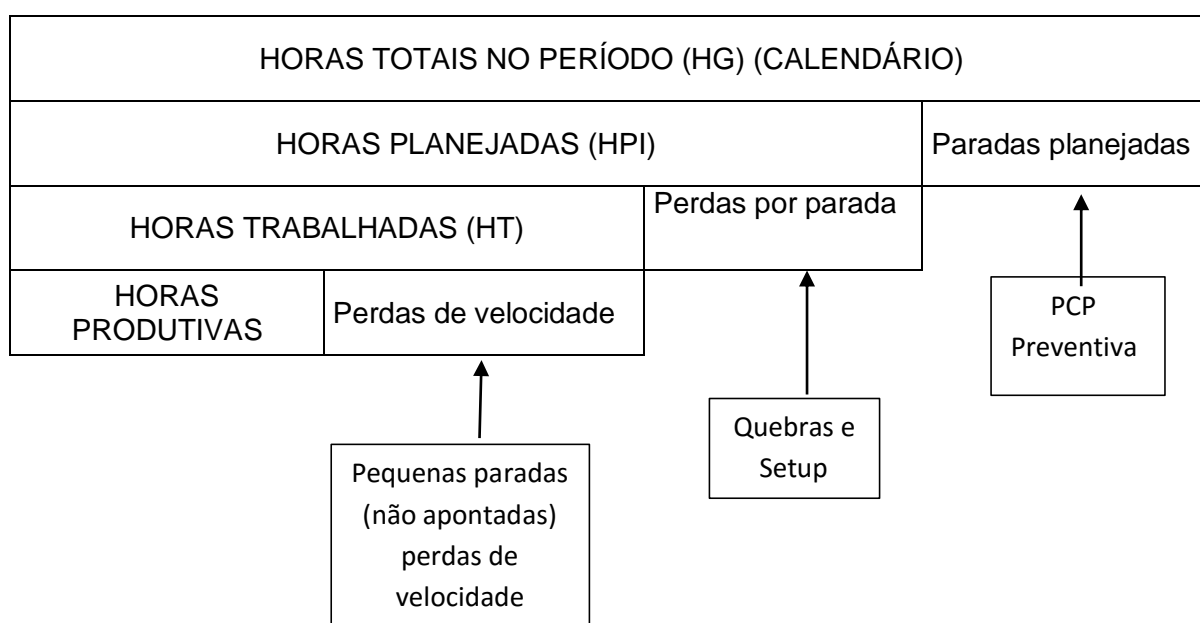 HORAS TOTAIS NO PERÍODO (HG) (CALENDÁRIO)
HORAS PLANEJADAS (HPI)
Paradas planejadas
HORAS TRABALHADAS (HT)
Perdas por parada
HORAS
PRODUTIVAS
Perdas de velocidade
PCP
Preventiva
Quebras e
Setup
Pequenas paradas
(não apontadas)
perdas de
velocidade